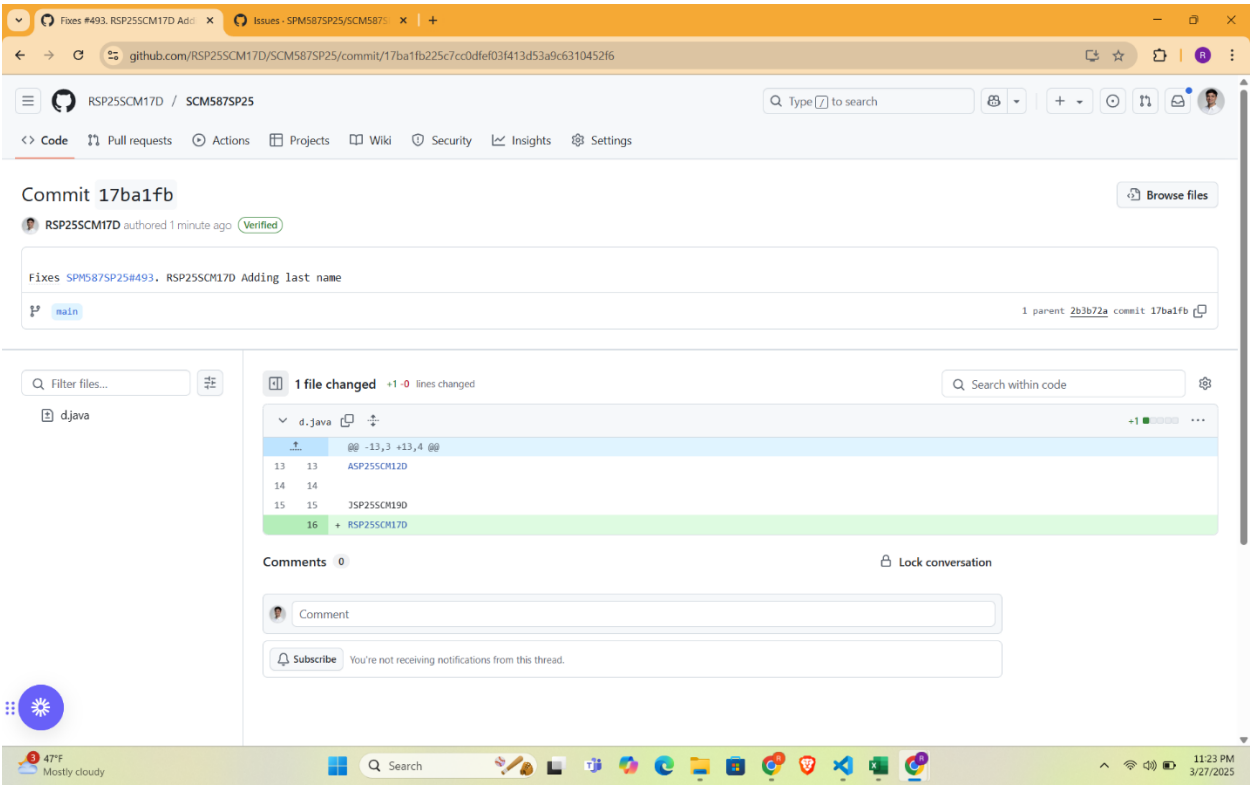 Fixes #493. RSP25SCM17D Add
Issues · SPM587SP25/SCM587S
github.com/RSP25SCM17D/SCM587SP25/commit/17ba1fb225c7cc0dfef03f413d53a9c6310452f6
R
RSP25SCM17D / SCM587SP25
Type / to search
Code Pull requests Actions Projects Wiki Security Insights Settings
Commit 17ba1fb
Browse files
RSP25SCM17D authored 1 minute ago Verified
Fixes SPM587SP25#493. RSP25SCM17D Adding last name
main
1 parent 2b3b72a commit 17ba1fb
Filter files...
1 file changed +1 -0 lines changed
Search within code
d.java
d.java
+1
@@ -13,3 +13,4 @@
13 13 ASP25SCM12D
14 14
15 15 JSP25SCM19D
16 + RSP25SCM17D
Comments 0
Lock conversation
Comment
Subscribe You're not receiving notifications from this thread.
3
47°F
Mostly cloudy
Search
11:23 PM
3/27/2025